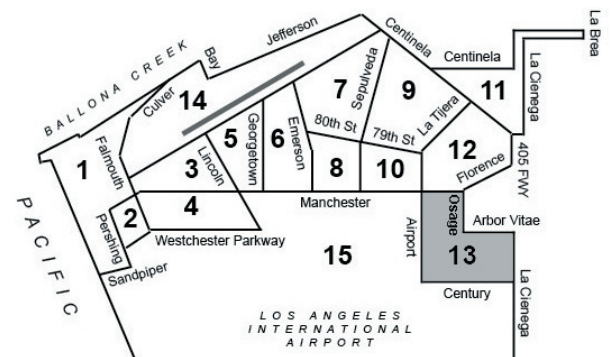 La Brea
Jefferson
Centinela
Bay
BALLONA CREEK
Centinela
La Cienega
Culver
14
7
Sepulveda
9
11
80th St
79th St
La Tijera
405 FWY
1
Falmouth
3
Lincoln
5
Georgetown
6
Emerson
8
10
12
Florence
2
Pershing
4
Manchester
Osage
Arbor Vitae
PACIFIC
Westchester Parkway
Sandpiper
15
Airport
13
Century
La Cienega
LOS ANGELES
INTERNATIONAL
AIRPORT